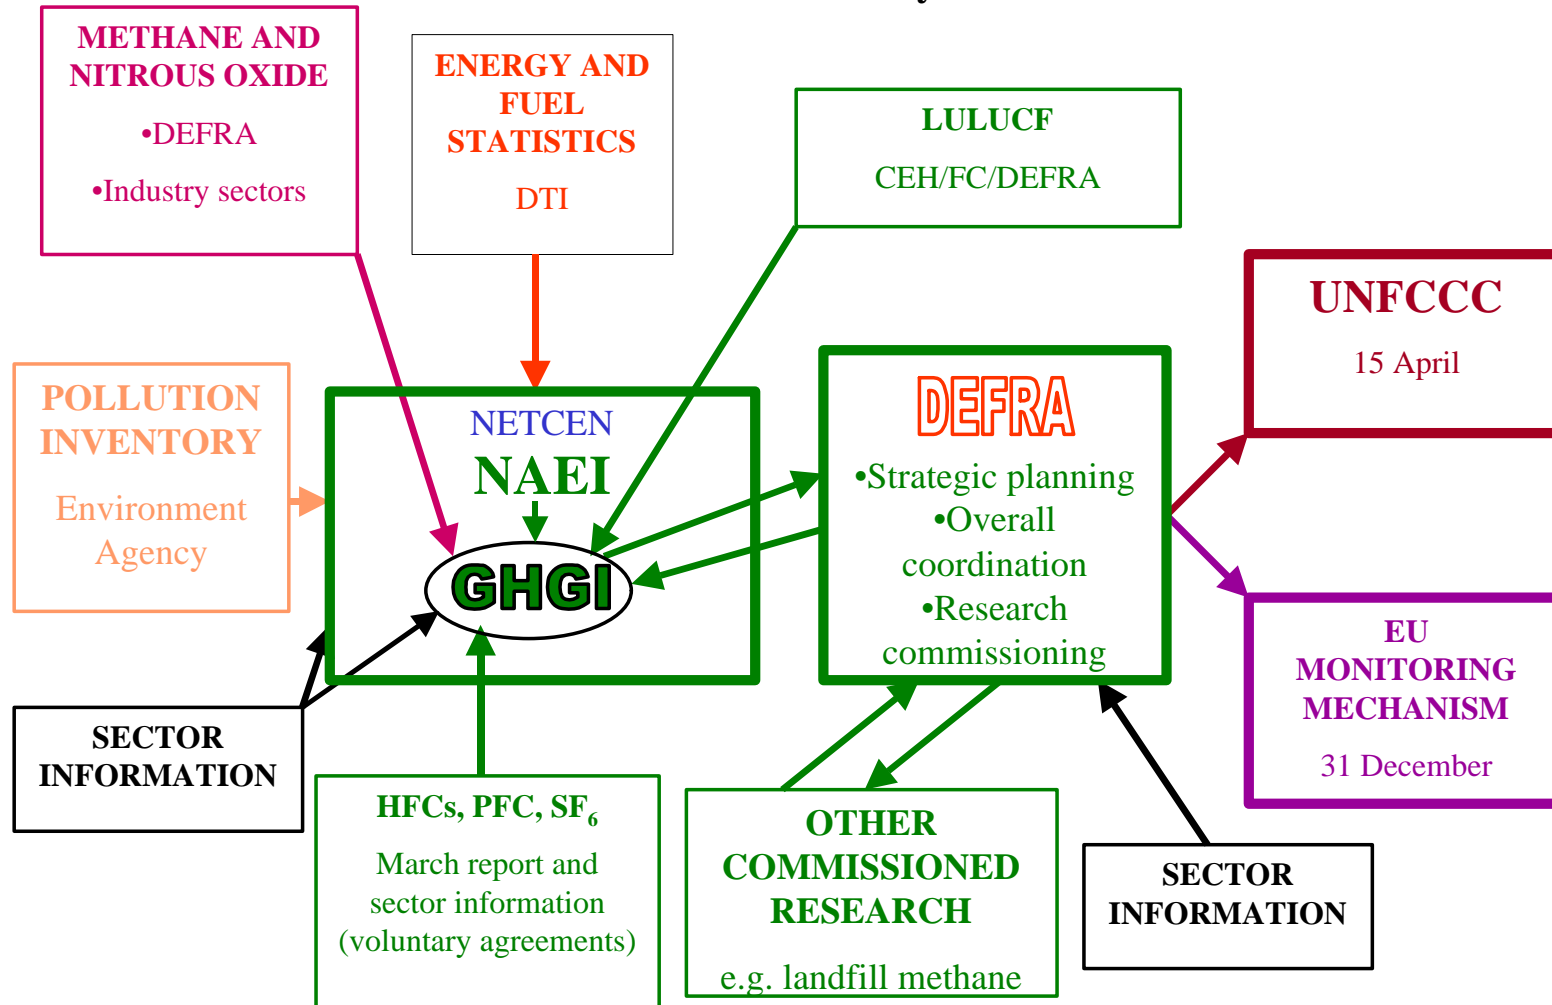 METHANE AND
NITROUS OXIDE
•DEFRA
•Industry sectors
ENERGY AND
FUEL
STATISTICS
DTI
LULUCF
CEH/FC/DEFRA
UNFCCC
15 April
POLLUTION
INVENTORY
Environment
Agency
NETCEN
NAEI
GHGI
DEFRA
•Strategic planning
•Overall
coordination
•Research
commissioning
EU
MONITORING
MECHANISM
31 December
SECTOR
INFORMATION
HFCs, PFC, SF6
March report and
sector information
(voluntary agreements)
OTHER
COMMISSIONED
RESEARCH
e.g. landfill methane
SECTOR
INFORMATION